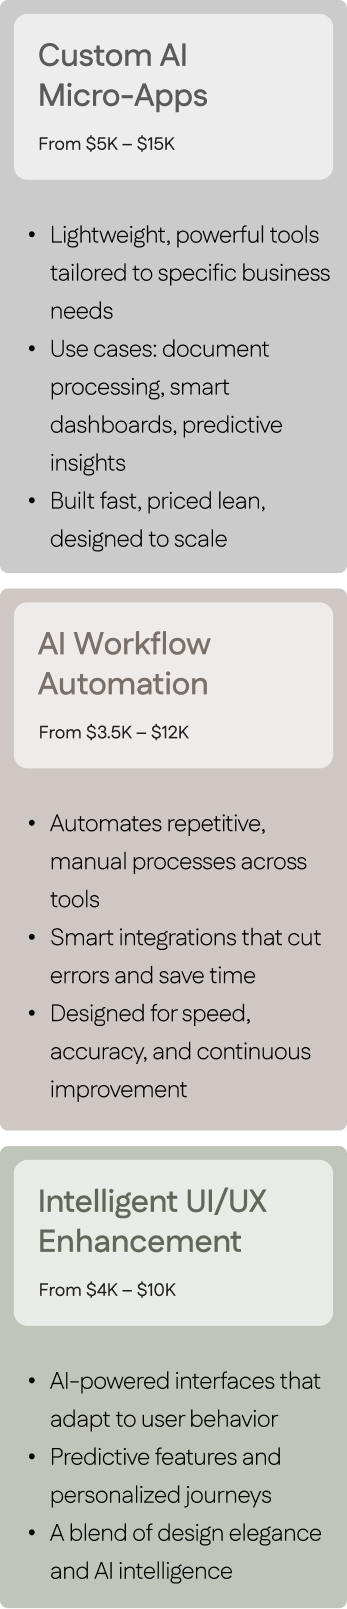 Custom AI
Micro-Apps
From $5K – $15K
• Lightweight, powerful tools
tailored to specific business
needs
• Use cases: document
processing, smart
dashboards, predictive
insights
• Built fast, priced lean,
designed to scale
AI Workflow
Automation
From $3.5K – $12K
• Automates repetitive,
manual processes across
tools
• Smart integrations that cut
errors and save time
• Designed for speed,
accuracy, and continuous
improvement
Intelligent UI/UX
Enhancement
From $4K – $10K
• AI-powered interfaces that
adapt to user behavior
• Predictive features and
personalized journeys
• A blend of design elegance
and AI intelligence